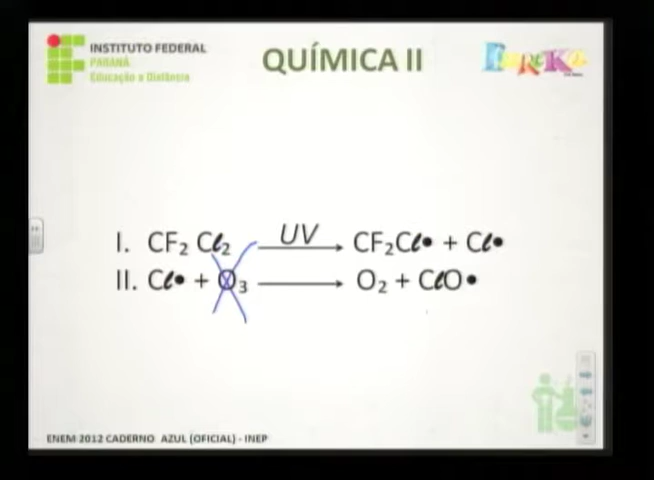 INSTITUTO FEDERAL
PARANÁ
Educação a Distância
QUÍMICA II
EUREKA
I. CF₂ Cl₂ UV CF₂Cl• + Cl•
II. Cl• + O₃ → O₂ + ClO•
ENEM 2012 CADERNO AZUL (OFICIAL) - INEP